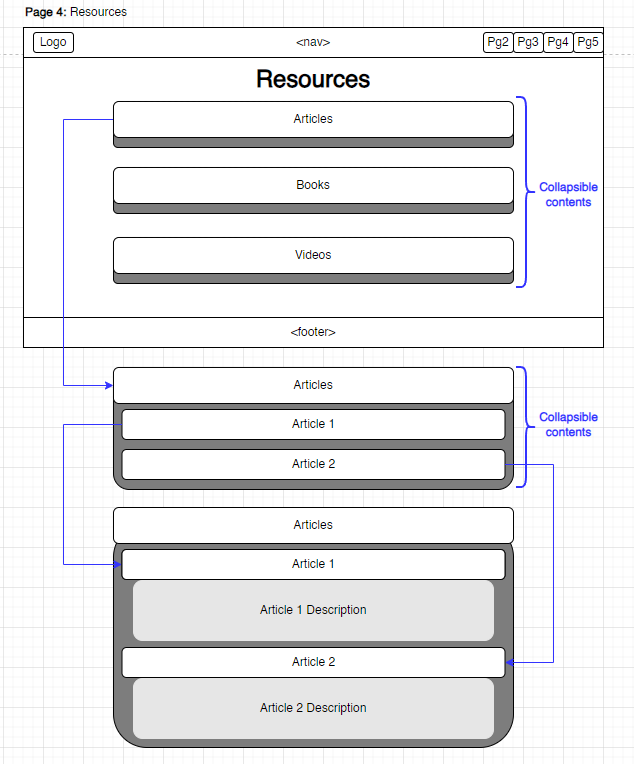 Page 4: Resources
Logo <nav> Pg2 Pg3 Pg4 Pg5
Resources
Articles
Books
Collapsible
contents
Videos
<footer>
Articles
Article 1
Collapsible
contents
Article 2
Articles
Article 1
Article 1 Description
Article 2
Article 2 Description